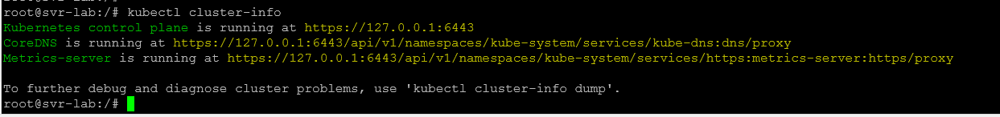 root@svr-lab:/# kubectl cluster-info
Kubernetes control plane is running at https://127.0.0.1:6443
CoreDNS is running at https://127.0.0.1:6443/api/v1/namespaces/kube-system/services/kube-dns:dns/proxy
Metrics-server is running at https://127.0.0.1:6443/api/v1/namespaces/kube-system/services/https:metrics-server:https/proxy
To further debug and diagnose cluster problems, use 'kubectl cluster-info dump'.
root@svr-lab:/#